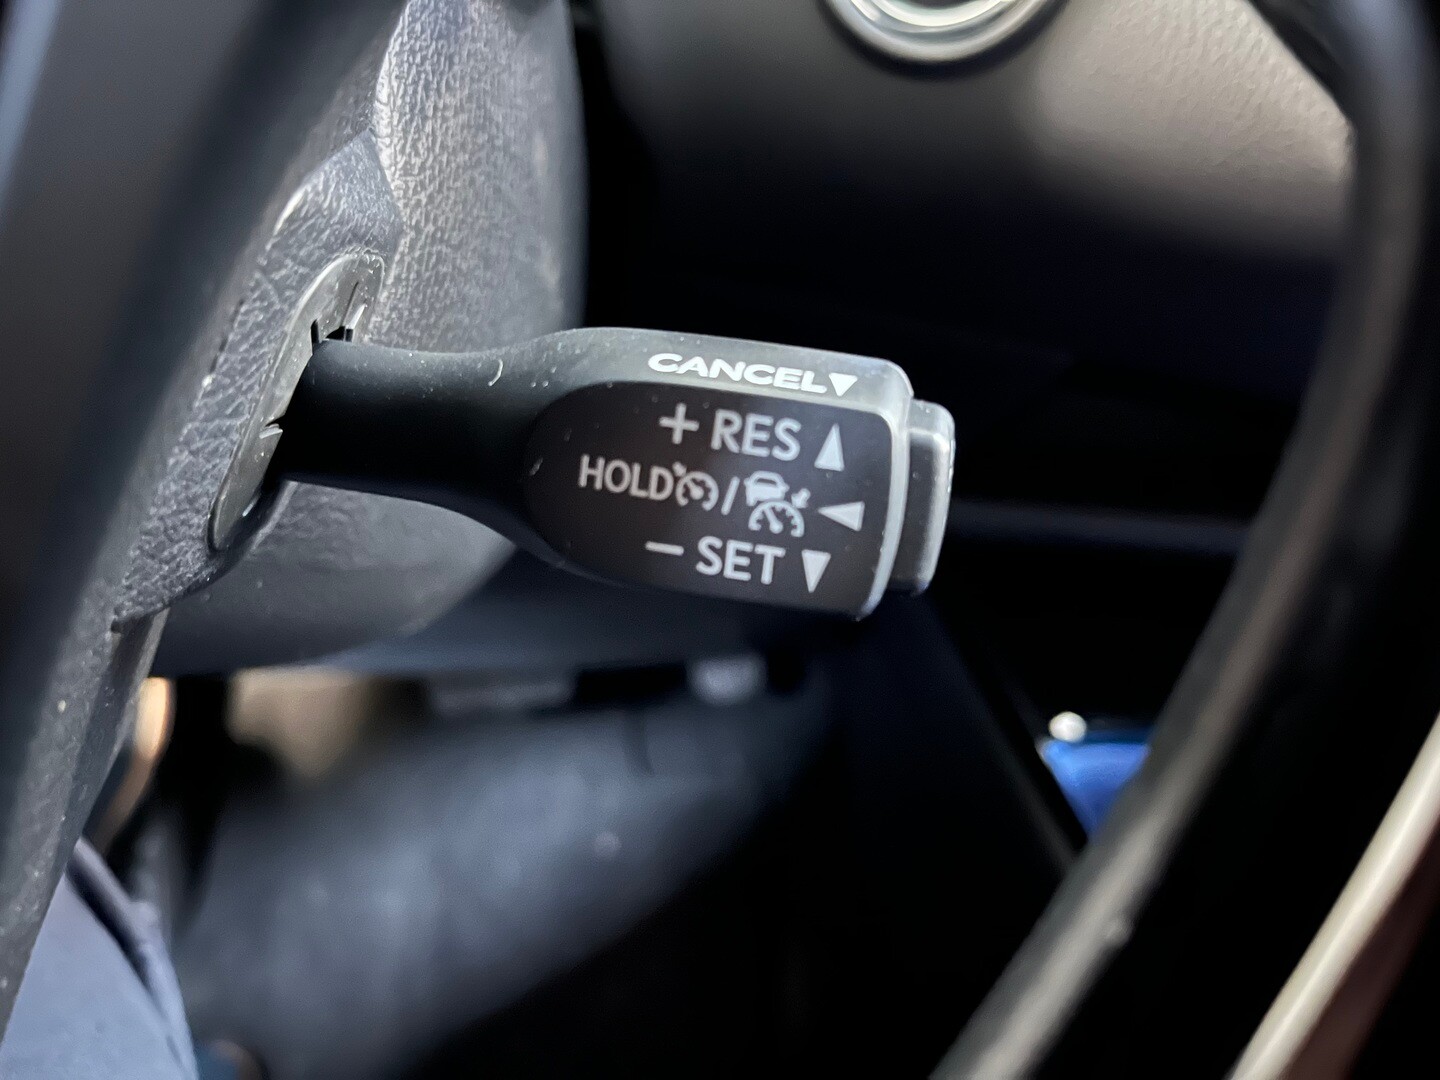 CANCEL▼
+ RES ▲
HOLD / ◀
− SET ▼